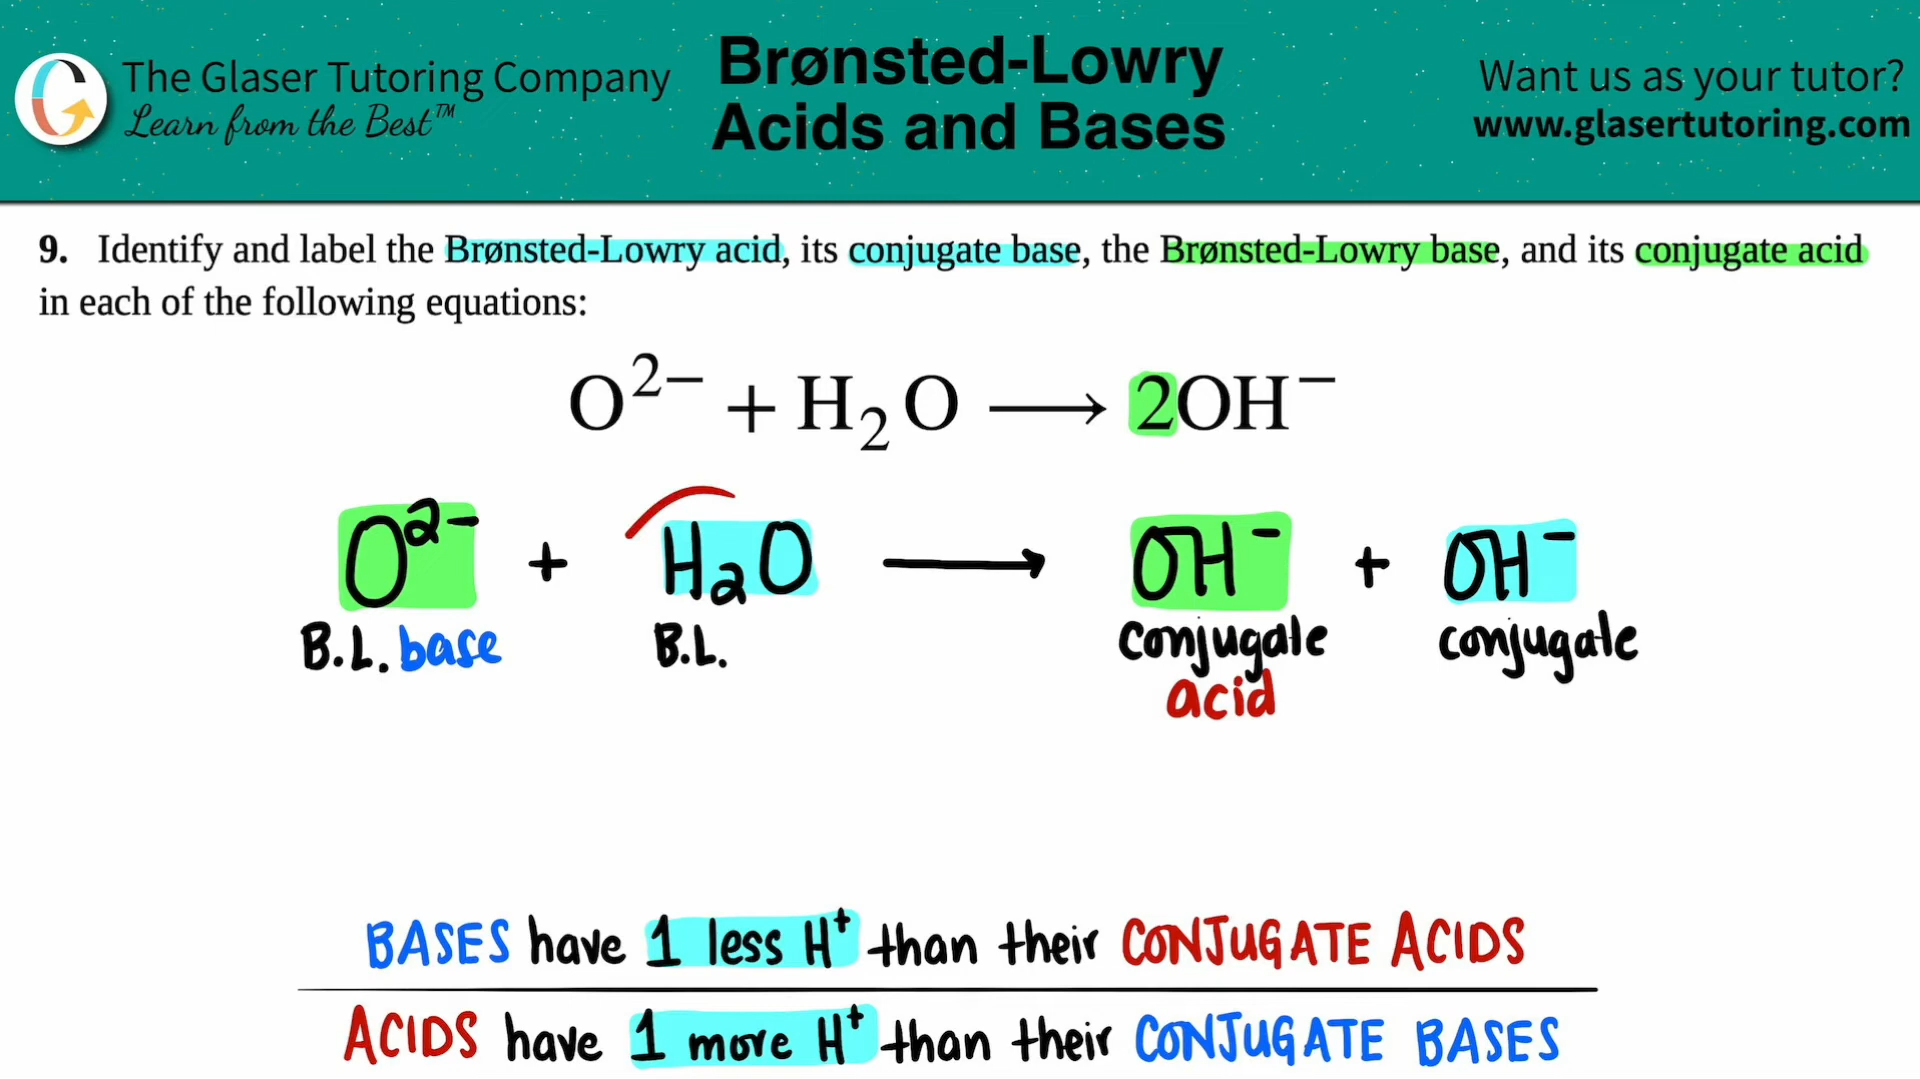 The Glaser Tutoring Company
Learn from the Best™
Brønsted-Lowry
Acids and Bases
Want us as your tutor?
www.glasertutoring.com
9. Identify and label the Brønsted-Lowry acid, its conjugate base, the Brønsted-Lowry base, and its conjugate acid
in each of the following equations:
O²⁻ + H₂O ⟶ 2OH⁻
O²⁻ + H₂O ⟶ OH⁻ + OH⁻
B.L. base B.L. conjugate conjugate
acid
BASES have 1 less H⁺ than their CONJUGATE ACIDS
ACIDS have 1 more H⁺ than their CONJUGATE BASES